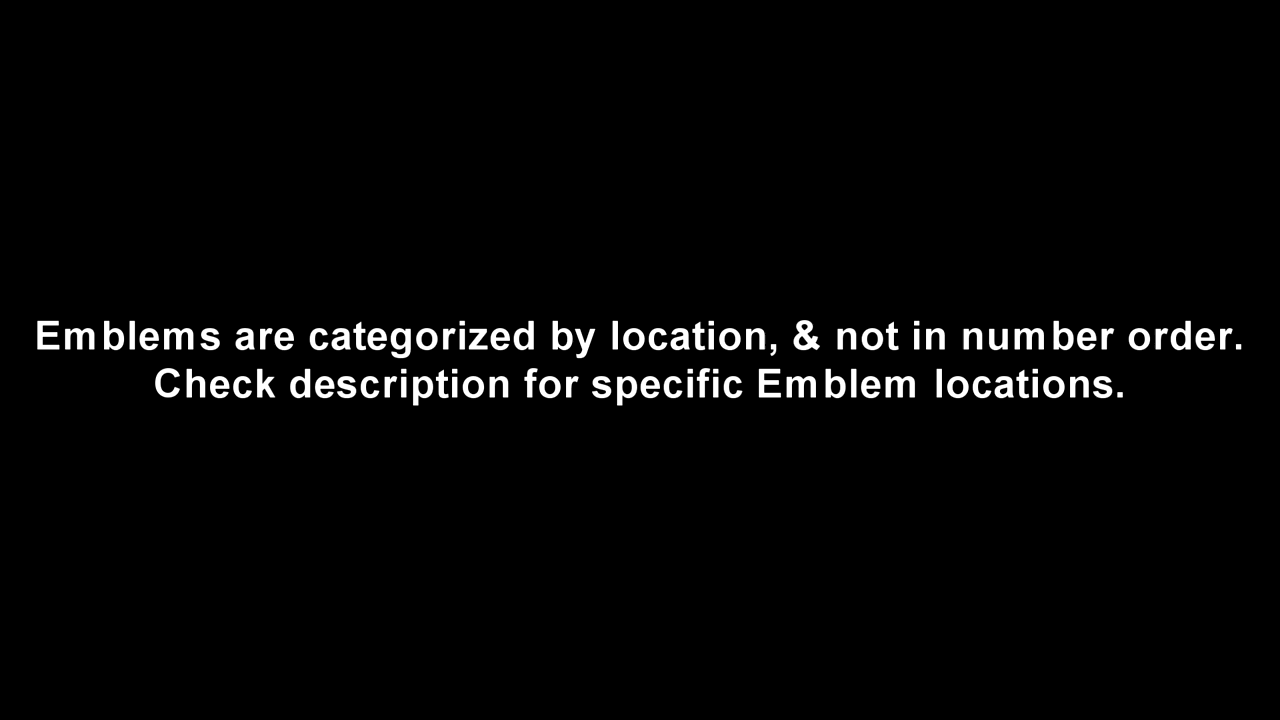 Emblems are categorized by location, & not in number order.
Check description for specific Emblem locations.